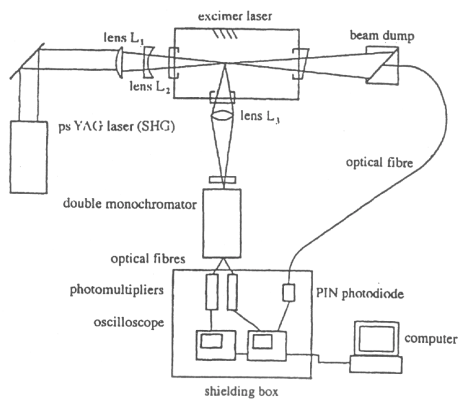 excimer laser
lens L1
beam dump
lens L2
ps YAG laser (SHG)
lens L3
optical fibre
double monochromator
optical fibres
photomultipliers
PIN photodiode
oscilloscope
computer
shielding box